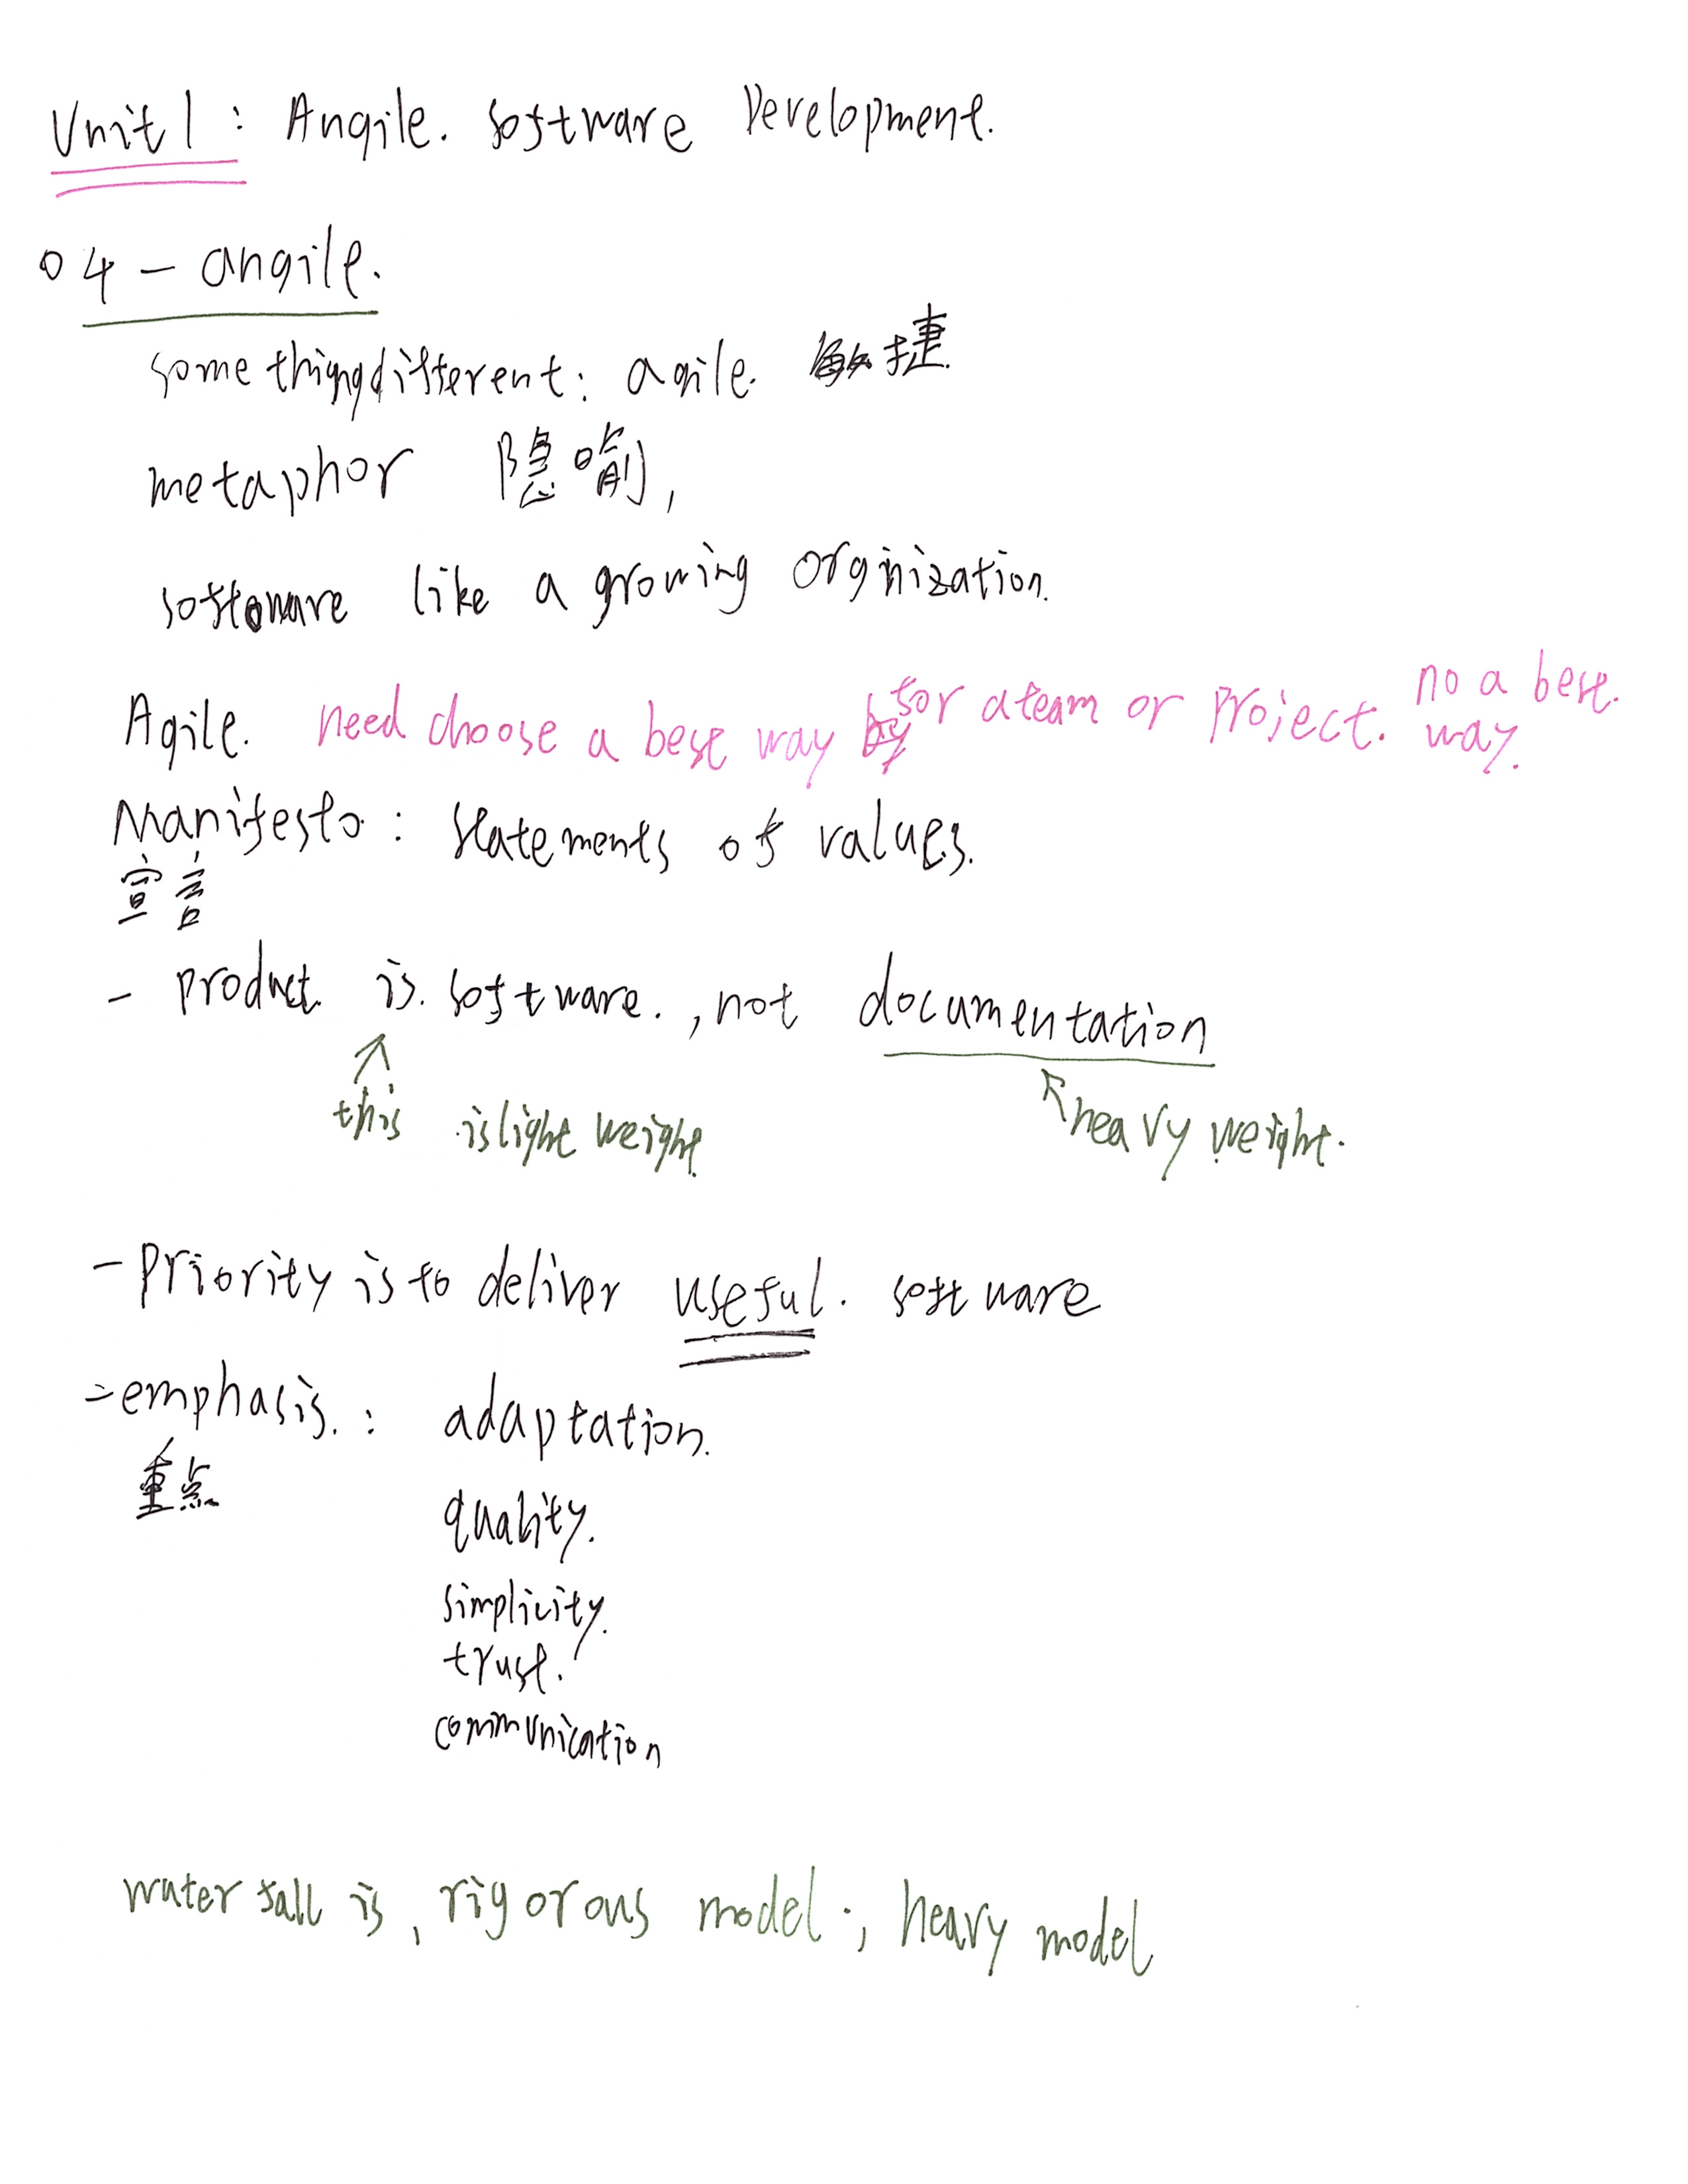 Unit 1 : Angile. software Development.
04 - angile.
something different: agile. 敏捷.
metaphor 隐喻,
software like a growing orginization.
Agile. need choose a best way for a team or project. no a best. way.
Manifesto : statements of values.
宣言
- product is. software. , not documentation
this is light weight. heavy weight.
- Priority is to deliver useful. software
- emphasis. : adaptation.
重点 quality.
simplicity.
trust.
communication
waterfall is, rigorous model. ; heavy model